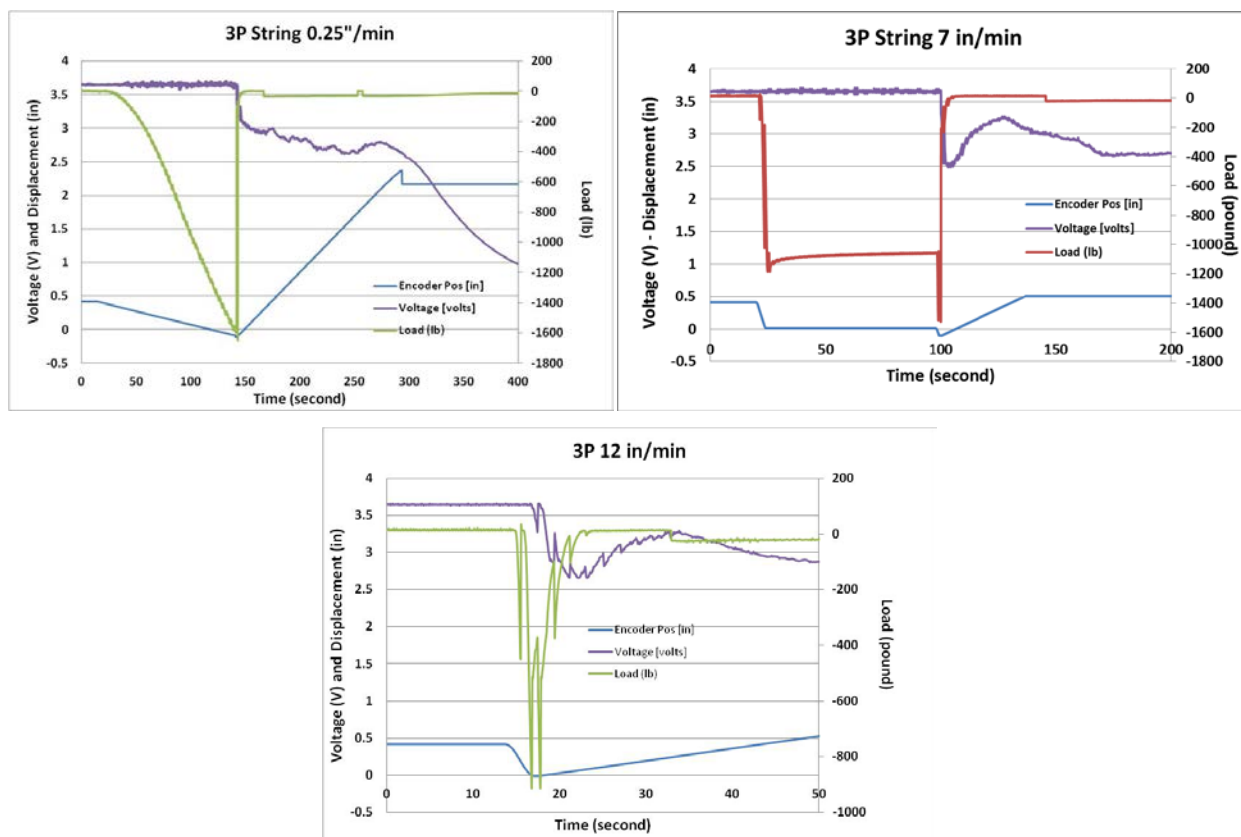 3P String 0.25"/min
4
3.5
3
2.5
2
1.5
1
0.5
0
-0.5
Voltage (V) and Displacement (in)
200
0
-200
-400
-600
-800
-1000
-1200
-1400
-1600
-1800
Load (lb)
Encoder Pos [in]
Voltage [volts]
Load (lb)
0 50 100 150 200 250 300 350 400
Time (second)
3P String 7 in/min
4
3.5
3
2.5
2
1.5
1
0.5
0
-0.5
Voltage (V) - Displacement (in)
200
0
-200
-400
-600
-800
-1000
-1200
-1400
-1600
-1800
Load (pound)
Encoder Pos [in]
Voltage [volts]
Load (lb)
0 50 100 150 200
Time (second)
3P 12 in/min
4
3.5
3
2.5
2
1.5
1
0.5
0
-0.5
Voltage (V) and Displacement (in)
200
0
-200
-400
-600
-800
-1000
Load (pound)
Encoder Pos [in]
Voltage [volts]
Load (lb)
0 10 20 30 40 50
Time (second)